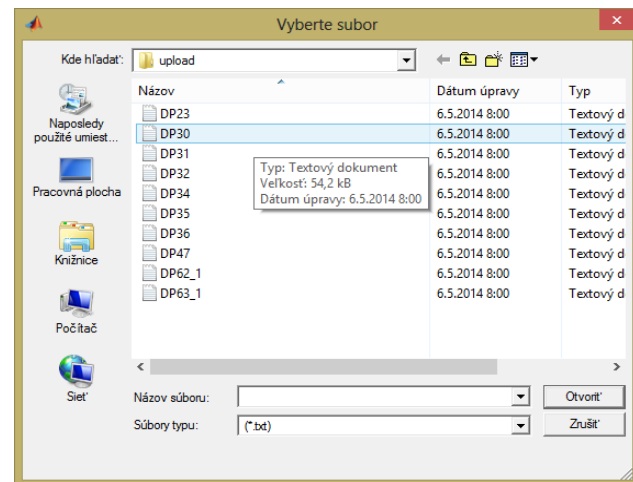 Vyberte subor
Kde hľadať: upload
Názov Dátum úpravy Typ
DP23 6.5.2014 8:00 Textový d
DP30 6.5.2014 8:00 Textový d
DP31 6.5.2014 8:00 Textový d
DP32 6.5.2014 8:00 Textový d
DP34 6.5.2014 8:00 Textový d
DP35 6.5.2014 8:00 Textový d
DP36 6.5.2014 8:00 Textový d
DP47 6.5.2014 8:00 Textový d
DP62_1 6.5.2014 8:00 Textový d
DP63_1 6.5.2014 8:00 Textový d
Typ: Textový dokument
Veľkosť: 54,2 kB
Dátum úpravy: 6.5.2014 8:00
Naposledy
použité umiest...
Pracovná plocha
Knižnice
Počítač
Sieť
Názov súboru: Otvoriť
Súbory typu: (*.txt) Zrušiť